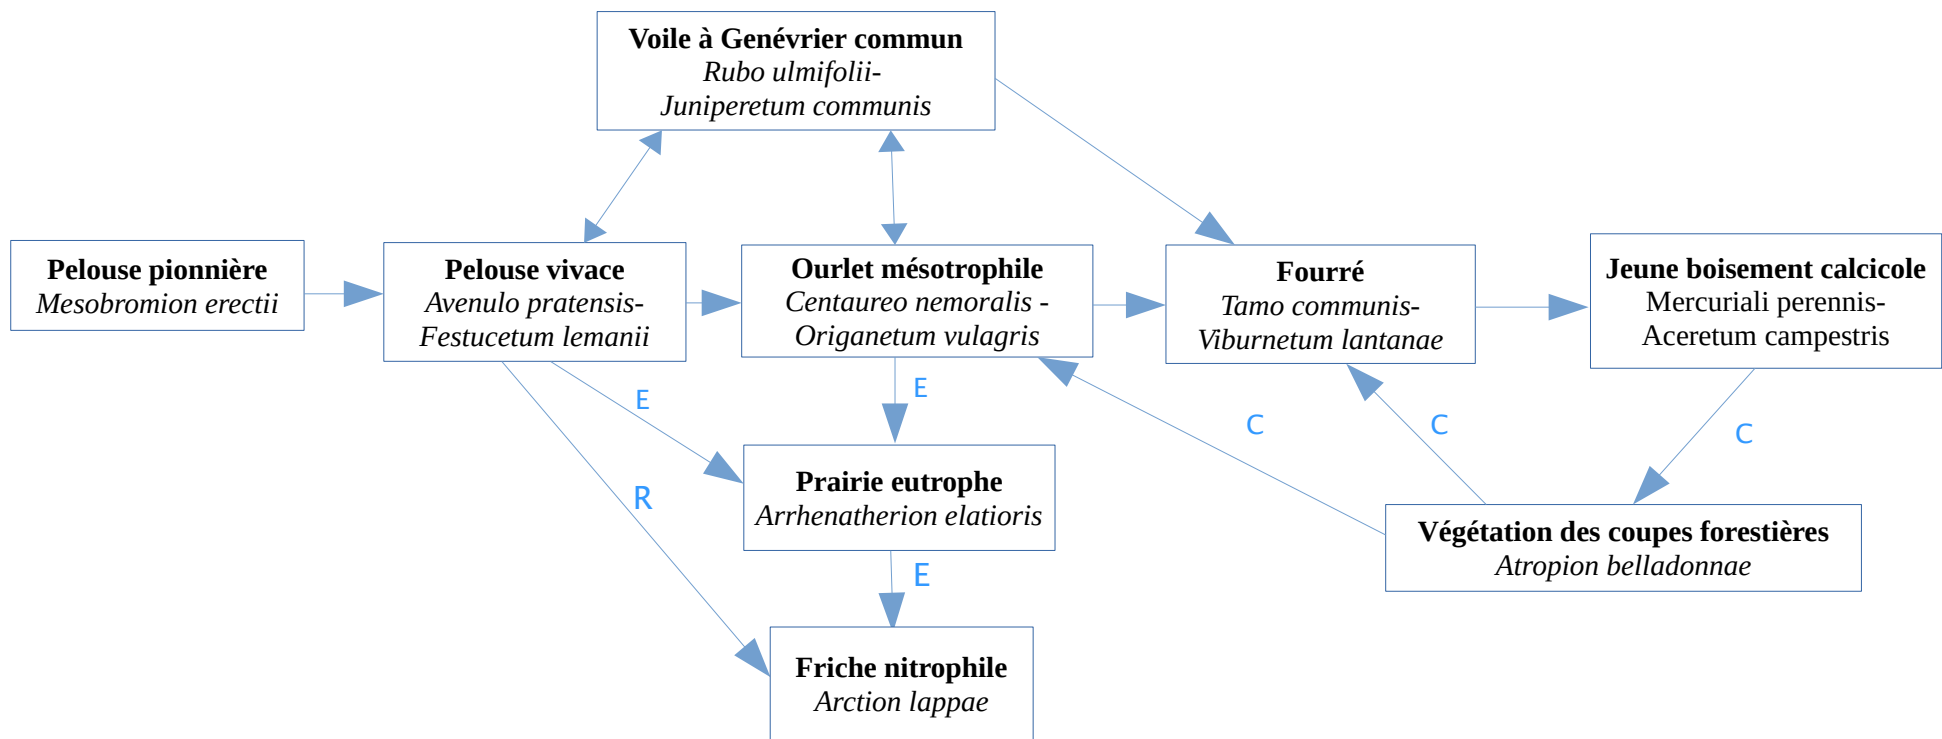 Voile à Genévrier commun
Rubo ulmifolii-
Juniperetum communis
Pelouse pionnière
Mesobromion erectii
Pelouse vivace
Avenulo pratensis-
Festucetum lemanii
Ourlet mésotrophile
Centaureo nemoralis -
Origanetum vulagris
Fourré
Tamo communis-
Viburnetum lantanae
Jeune boisement calcicole
Mercuriali perennis-
Aceretum campestris
E
E
C
C
C
R
Prairie eutrophe
Arrhenatherion elatioris
Végétation des coupes forestières
Atropion belladonnae
E
Friche nitrophile
Arction lappae